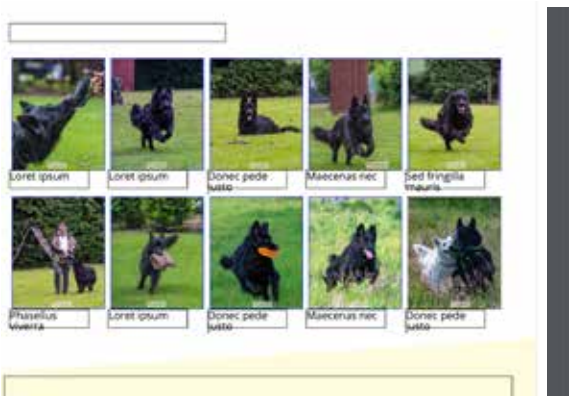 Loret ipsum
Loret ipsum
Donec pede
justo
Maecenas nec
Sed fringilla
mauris
Phasellus
viverra
Loret ipsum
Donec pede
justo
Maecenas nec
Donec pede
justo